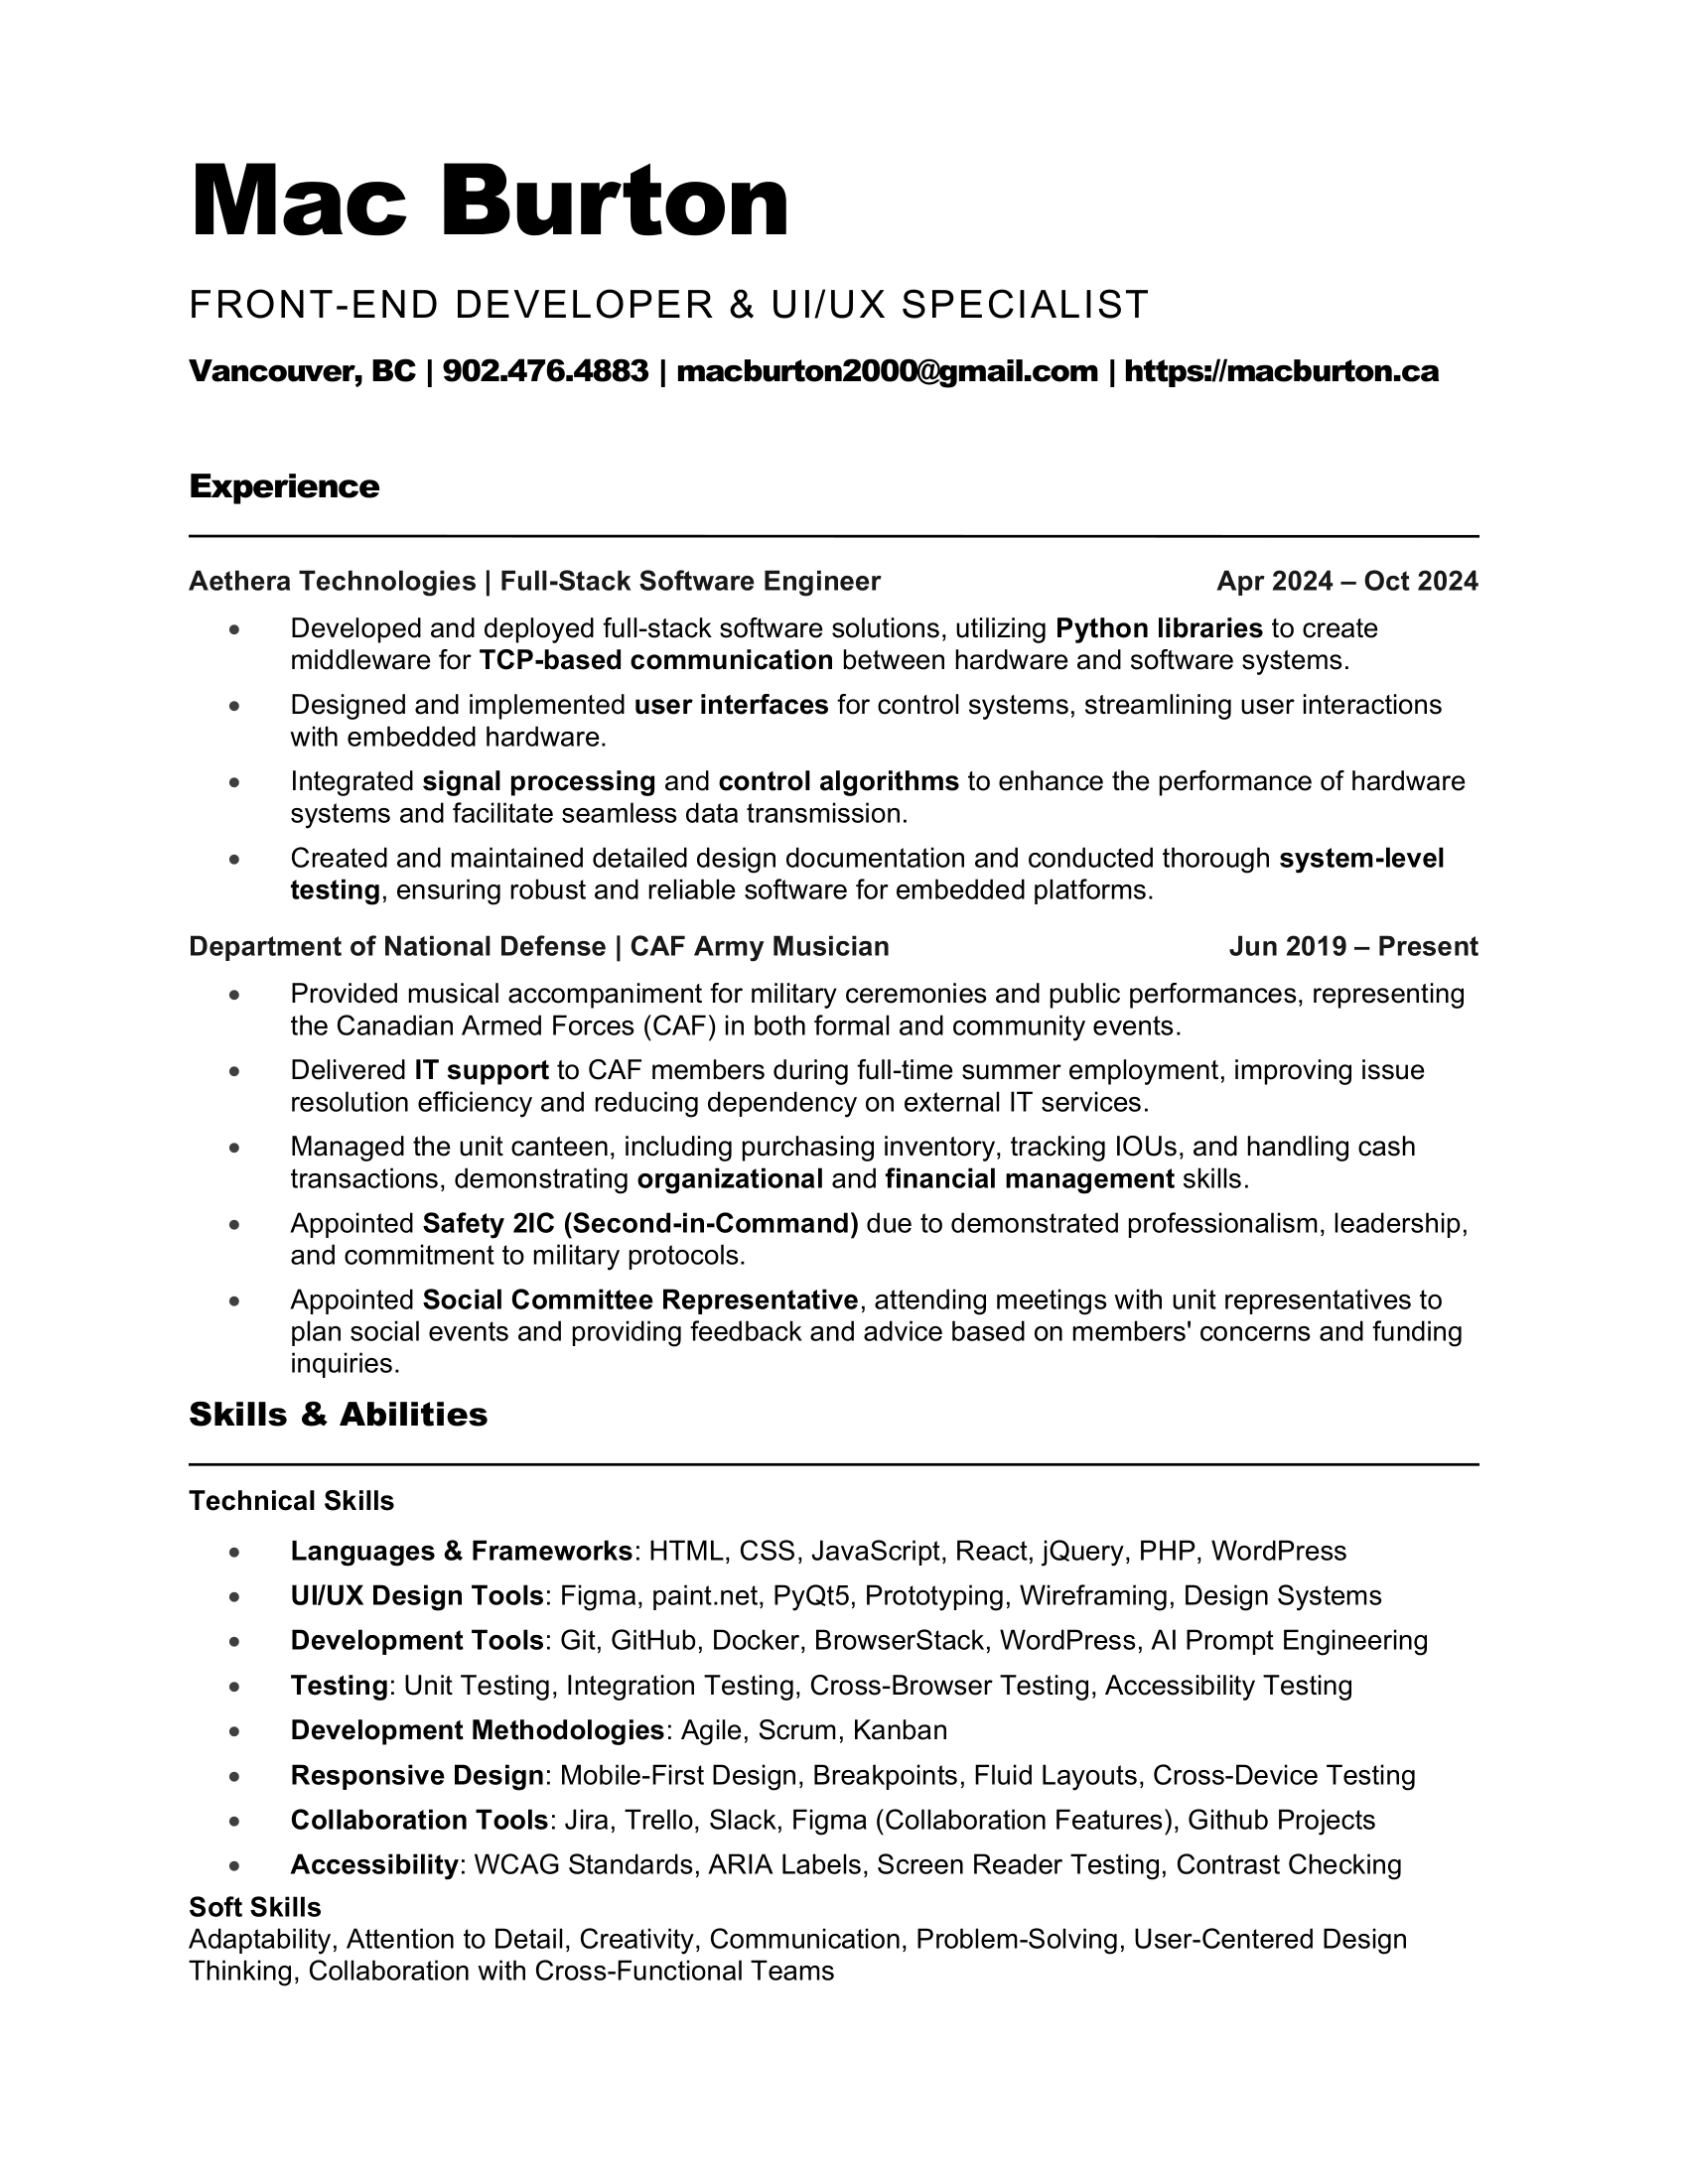 Mac Burton
FRONT-END DEVELOPER & UI/UX SPECIALIST
Vancouver, BC | 902.476.4883 | macburton2000@gmail.com | https://macburton.ca
Experience
Aethera Technologies | Full-Stack Software Engineer Apr 2024 – Oct 2024
• Developed and deployed full-stack software solutions, utilizing Python libraries to create
middleware for TCP-based communication between hardware and software systems.
• Designed and implemented user interfaces for control systems, streamlining user interactions
with embedded hardware.
• Integrated signal processing and control algorithms to enhance the performance of hardware
systems and facilitate seamless data transmission.
• Created and maintained detailed design documentation and conducted thorough system-level
testing, ensuring robust and reliable software for embedded platforms.
Department of National Defense | CAF Army Musician Jun 2019 – Present
• Provided musical accompaniment for military ceremonies and public performances, representing
the Canadian Armed Forces (CAF) in both formal and community events.
• Delivered IT support to CAF members during full-time summer employment, improving issue
resolution efficiency and reducing dependency on external IT services.
• Managed the unit canteen, including purchasing inventory, tracking IOUs, and handling cash
transactions, demonstrating organizational and financial management skills.
• Appointed Safety 2IC (Second-in-Command) due to demonstrated professionalism, leadership,
and commitment to military protocols.
• Appointed Social Committee Representative, attending meetings with unit representatives to
plan social events and providing feedback and advice based on members' concerns and funding
inquiries.
Skills & Abilities
Technical Skills
• Languages & Frameworks: HTML, CSS, JavaScript, React, jQuery, PHP, WordPress
• UI/UX Design Tools: Figma, paint.net, PyQt5, Prototyping, Wireframing, Design Systems
• Development Tools: Git, GitHub, Docker, BrowserStack, WordPress, AI Prompt Engineering
• Testing: Unit Testing, Integration Testing, Cross-Browser Testing, Accessibility Testing
• Development Methodologies: Agile, Scrum, Kanban
• Responsive Design: Mobile-First Design, Breakpoints, Fluid Layouts, Cross-Device Testing
• Collaboration Tools: Jira, Trello, Slack, Figma (Collaboration Features), Github Projects
• Accessibility: WCAG Standards, ARIA Labels, Screen Reader Testing, Contrast Checking
Soft Skills
Adaptability, Attention to Detail, Creativity, Communication, Problem-Solving, User-Centered Design
Thinking, Collaboration with Cross-Functional Teams